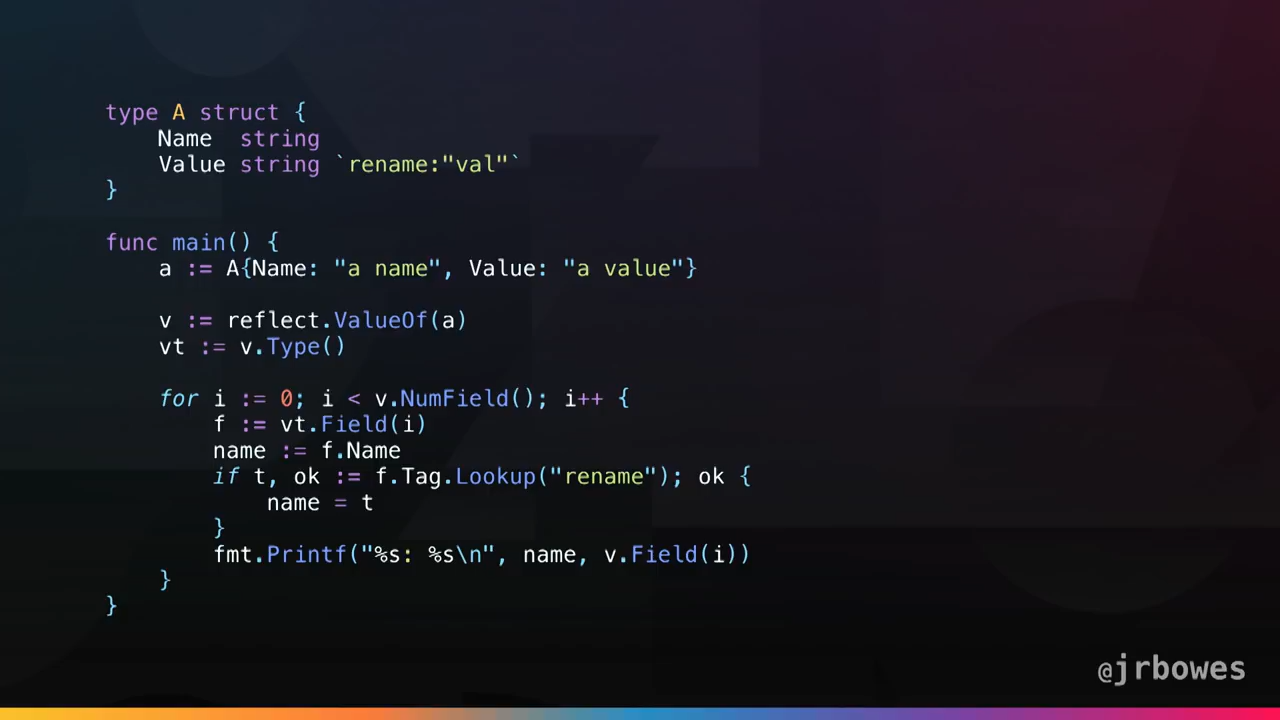 type A struct {
    Name  string
    Value string `rename:"val"`
}

func main() {
    a := A{Name: "a name", Value: "a value"}

    v := reflect.ValueOf(a)
    vt := v.Type()

    for i := 0; i < v.NumField(); i++ {
        f := vt.Field(i)
        name := f.Name
        if t, ok := f.Tag.Lookup("rename"); ok {
            name = t
        }
        fmt.Printf("%s: %s\n", name, v.Field(i))
    }
}
@jrbowes